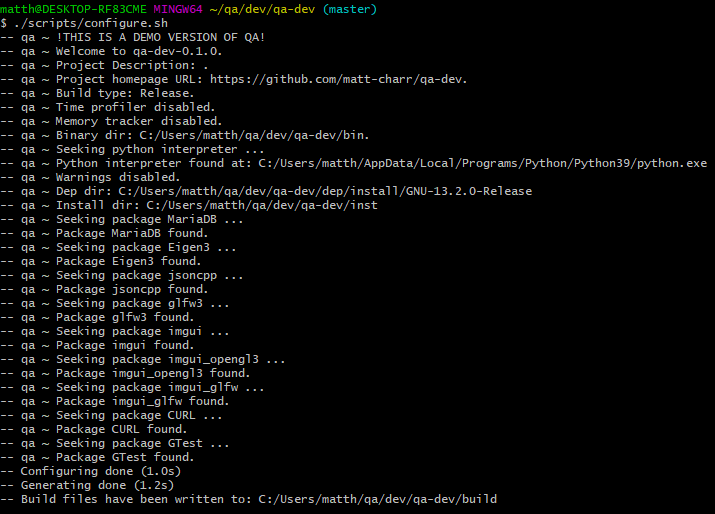 matth@DESKTOP-RF83CME MINGW64 ~/qa/dev/qa-dev (master)
$ ./scripts/configure.sh
-- qa ~ !THIS IS A DEMO VERSION OF QA!
-- qa ~ Welcome to qa-dev-0.1.0.
-- qa ~ Project Description: .
-- qa ~ Project homepage URL: https://github.com/matt-charr/qa-dev.
-- qa ~ Build type: Release.
-- qa ~ Time profiler disabled.
-- qa ~ Memory tracker disabled.
-- qa ~ Binary dir: C:/Users/matth/qa/dev/qa-dev/bin.
-- qa ~ Seeking python interpreter ...
-- qa ~ Python interpreter found at: C:/Users/matth/AppData/Local/Programs/Python/Python39/python.exe
-- qa ~ Warnings disabled.
-- qa ~ Dep dir: C:/Users/matth/qa/dev/qa-dev/dep/install/GNU-13.2.0-Release
-- qa ~ Install dir: C:/Users/matth/qa/dev/qa-dev/inst
-- qa ~ Seeking package MariaDB ...
-- qa ~ Package MariaDB found.
-- qa ~ Seeking package Eigen3 ...
-- qa ~ Package Eigen3 found.
-- qa ~ Seeking package jsoncpp ...
-- qa ~ Package jsoncpp found.
-- qa ~ Seeking package glfw3 ...
-- qa ~ Package glfw3 found.
-- qa ~ Seeking package imgui ...
-- qa ~ Package imgui found.
-- qa ~ Seeking package imgui_opengl3 ...
-- qa ~ Package imgui_opengl3 found.
-- qa ~ Seeking package imgui_glfw ...
-- qa ~ Package imgui_glfw found.
-- qa ~ Seeking package CURL ...
-- qa ~ Package CURL found.
-- qa ~ Seeking package GTest ...
-- qa ~ Package GTest found.
-- Configuring done (1.0s)
-- Generating done (1.2s)
-- Build files have been written to: C:/Users/matth/qa/dev/qa-dev/build